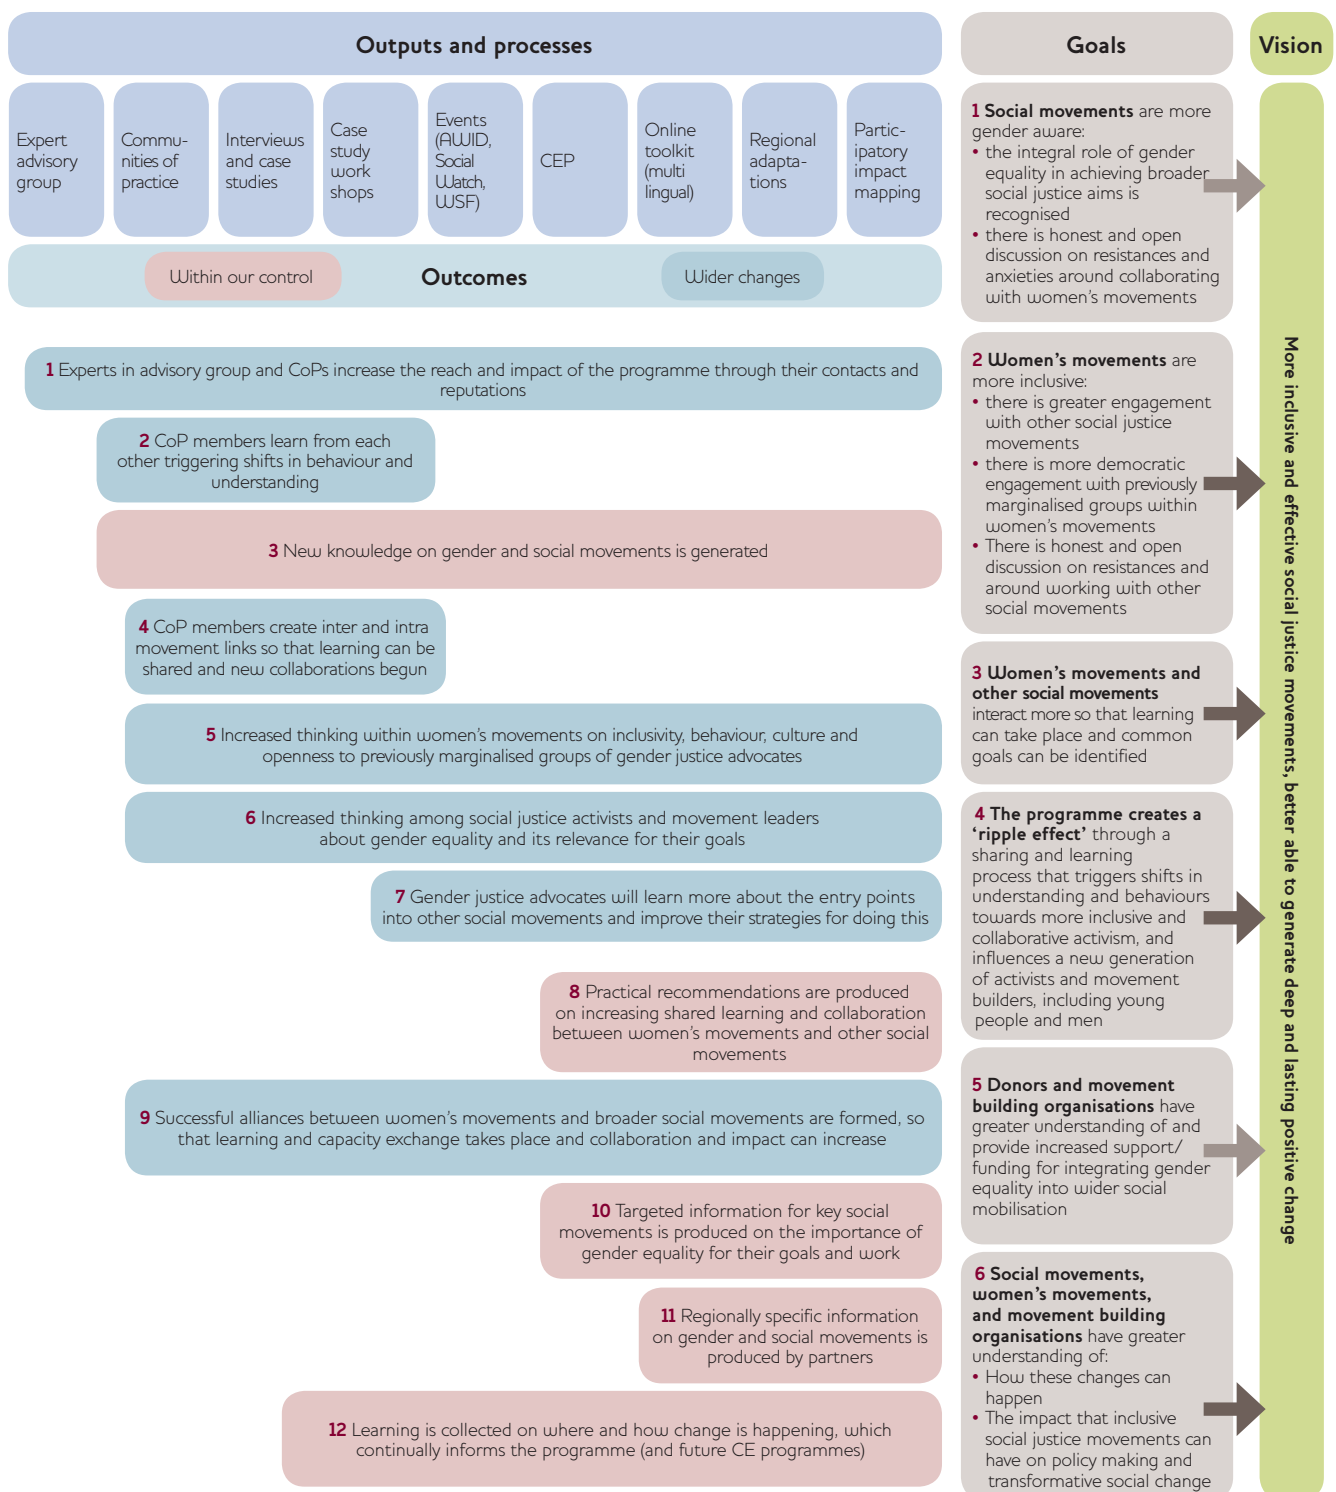 Outputs and processes
Goals
Vision
Expert
advisory
group
Commu-
nities of
practice
Interviews
and case
studies
Case
study
work
shops
Events
(AWID,
Social
Watch,
WSF)
CEP
Online
toolkit
(multi
lingual)
Regional
adapta-
tions
Partic-
ipatory
impact
mapping
Within our control
Outcomes
Wider changes
1 Experts in advisory group and CoPs increase the reach and impact of the programme through their contacts and
reputations
2 CoP members learn from each
other triggering shifts in behaviour and
understanding
3 New knowledge on gender and social movements is generated
4 CoP members create inter and intra
movement links so that learning can be
shared and new collaborations begun
5 Increased thinking within women's movements on inclusivity, behaviour, culture and
openness to previously marginalised groups of gender justice advocates
6 Increased thinking among social justice activists and movement leaders
about gender equality and its relevance for their goals
7 Gender justice advocates will learn more about the entry points
into other social movements and improve their strategies for doing this
8 Practical recommendations are produced
on increasing shared learning and collaboration
between women's movements and other social
movements
9 Successful alliances between women's movements and broader social movements are formed, so
that learning and capacity exchange takes place and collaboration and impact can increase
10 Targeted information for key social
movements is produced on the importance of
gender equality for their goals and work
11 Regionally specific information
on gender and social movements is
produced by partners
12 Learning is collected on where and how change is happening, which
continually informs the programme (and future CE programmes)
1 Social movements are more
gender aware:
• the integral role of gender
equality in achieving broader
social justice aims is
recognised
• there is honest and open
discussion on resistances and
anxieties around collaborating
with women's movements
2 Women's movements are
more inclusive:
• there is greater engagement
with other social justice
movements
• there is more democratic
engagement with previously
marginalised groups within
women's movements
• There is honest and open
discussion on resistances and
around working with other
social movements
3 Women's movements and
other social movements
interact more so that learning
can take place and common
goals can be identified
4 The programme creates a
'ripple effect' through a
sharing and learning
process that triggers shifts in
understanding and behaviours
towards more inclusive and
collaborative activism, and
influences a new generation
of activists and movement
builders, including young
people and men
5 Donors and movement
building organisations have
greater understanding of and
provide increased support/
funding for integrating gender
equality into wider social
mobilisation
6 Social movements,
women's movements,
and movement building
organisations have greater
understanding of:
• How these changes can
happen
• The impact that inclusive
social justice movements can
have on policy making and
transformative social change
More inclusive and effective social justice movements, better able to generate deep and lasting positive change